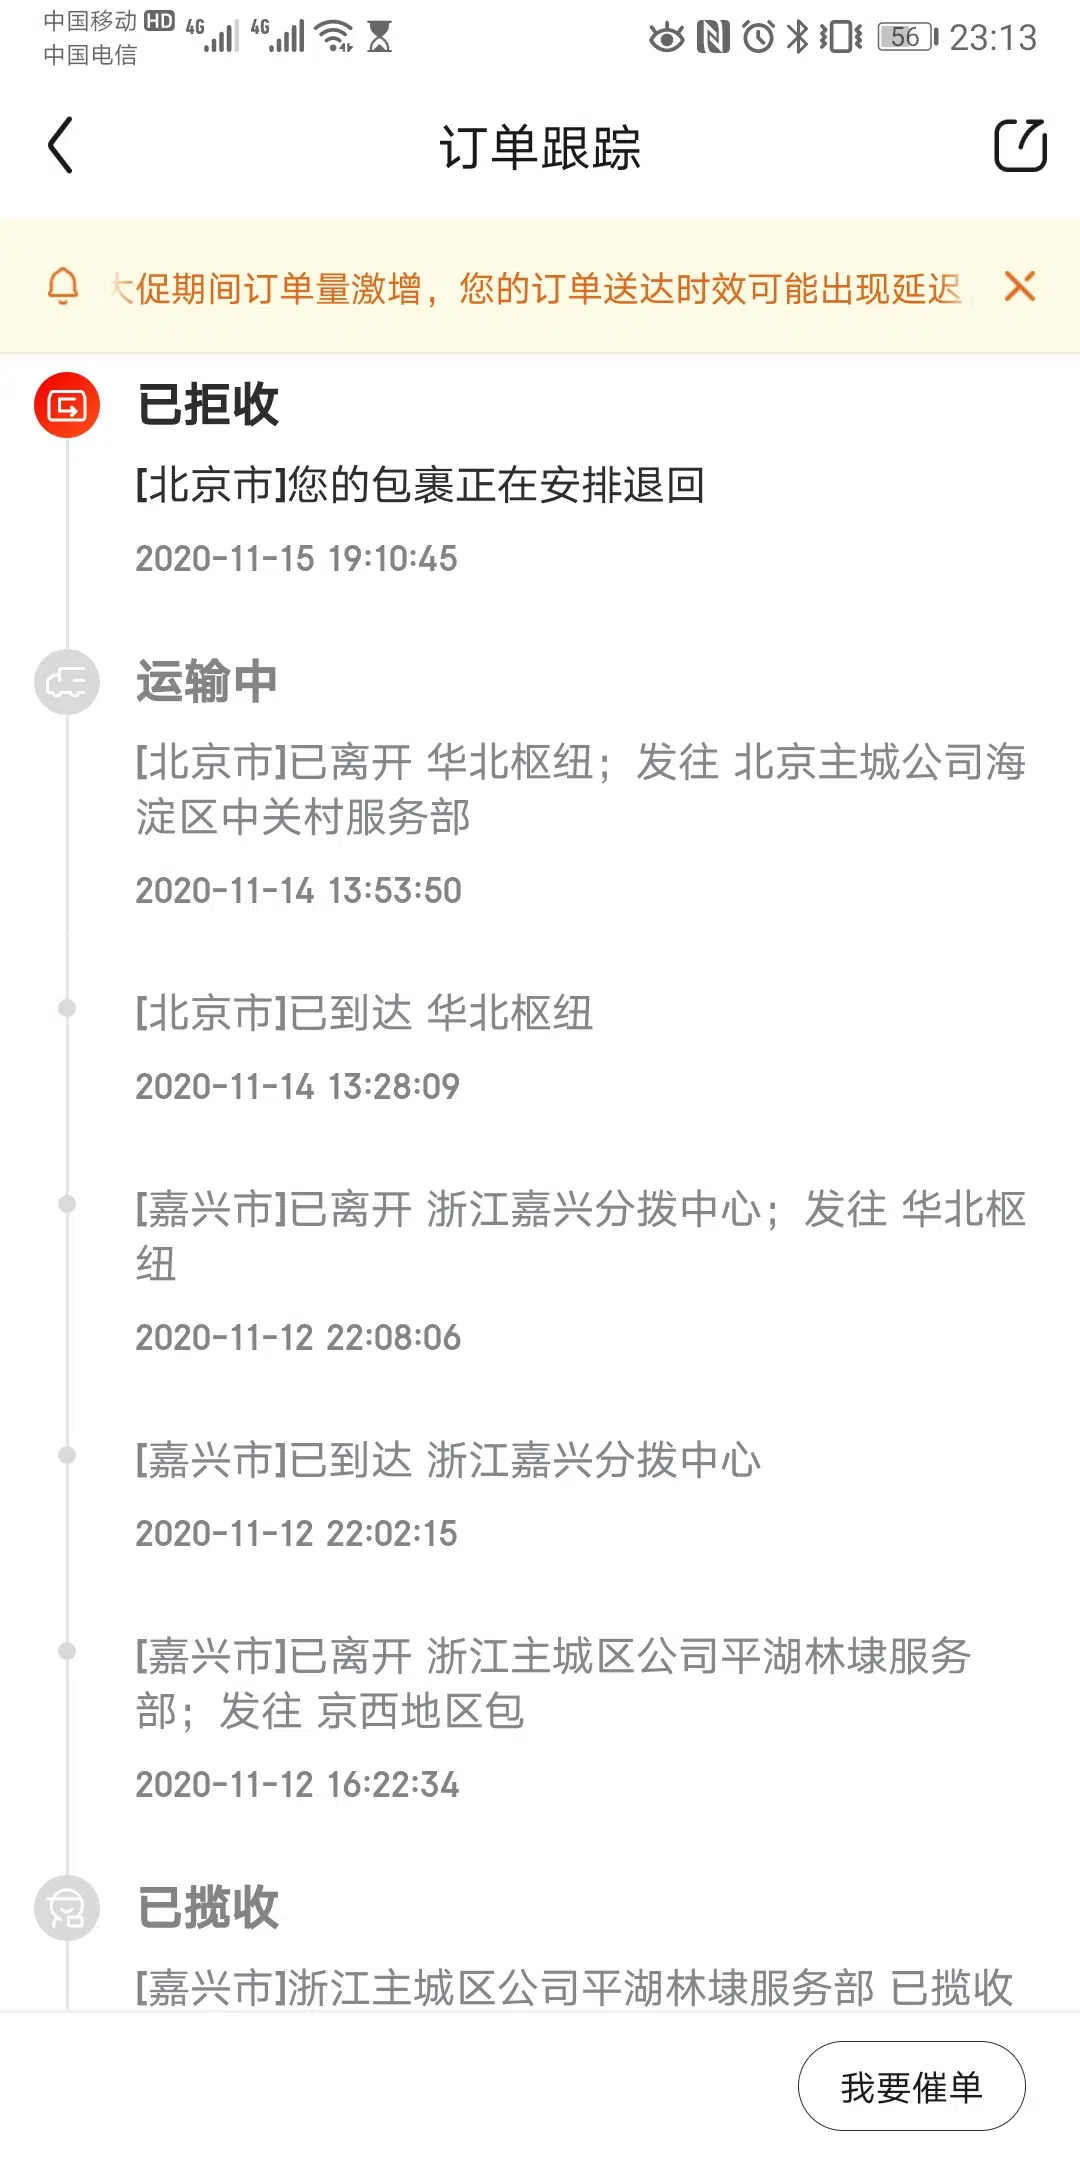 中国移动 HD 4G 4G 56 23:13
中国电信
订单跟踪
大促期间订单量激增，您的订单送达时效可能出现延迟
已拒收
[北京市]您的包裹正在安排退回
2020-11-15 19:10:45
运输中
[北京市]已离开 华北枢纽；发往 北京主城公司海
淀区中关村服务部
2020-11-14 13:53:50
[北京市]已到达 华北枢纽
2020-11-14 13:28:09
[嘉兴市]已离开 浙江嘉兴分拨中心；发往 华北枢
纽
2020-11-12 22:08:06
[嘉兴市]已到达 浙江嘉兴分拨中心
2020-11-12 22:02:15
[嘉兴市]已离开 浙江主城区公司平湖林埭服务
部；发往 京西地区包
2020-11-12 16:22:34
已揽收
[嘉兴市]浙江主城区公司平湖林埭服务部 已揽收
我要催单